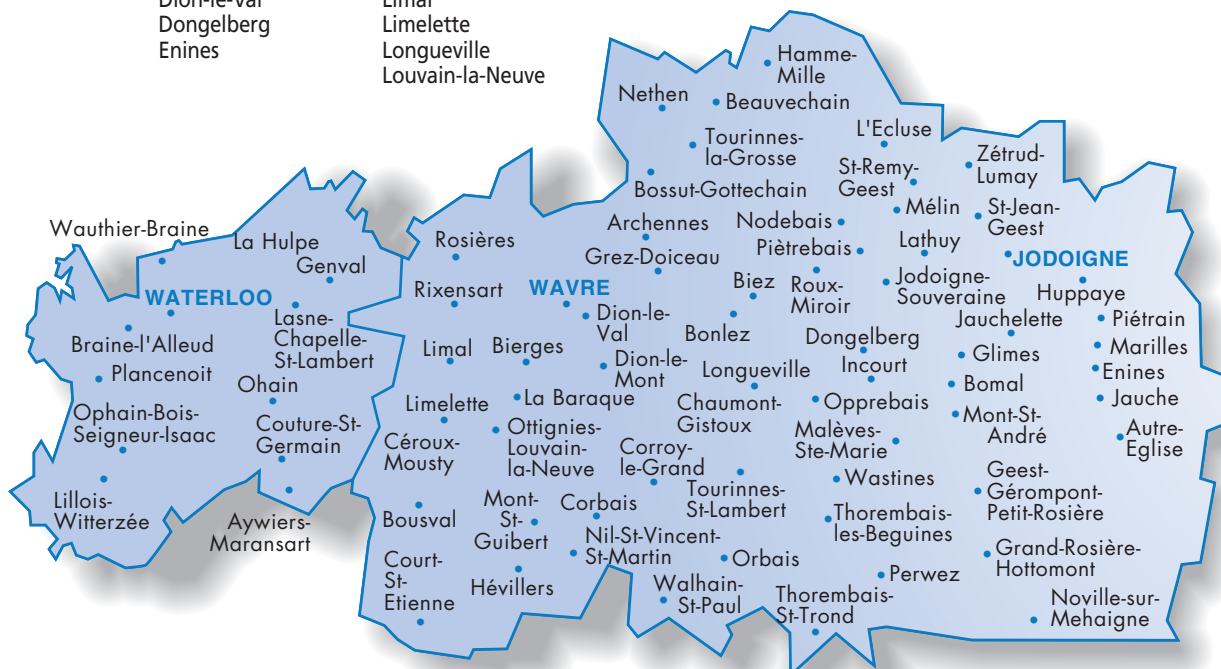 Dion-le-Val
Dongelberg
Enines
Limal
Limelette
Longueville
Louvain-la-Neuve
Hamme-
Mille
Nethen
Beauvechain
L'Ecluse
Tourinnes-
la-Grosse
Zétrud-
Lumay
St-Remy-
Geest
Bossut-Gottechain
Mélin
St-Jean-
Geest
Wauthier-Braine
La Hulpe
Genval
Rosières
Archennes
Nodebais
Grez-Doiceau
Piètrebais
Lathuy
JODOIGNE
WATERLOO
Rixensart
WAVRE
Biez
Roux-
Miroir
Jodoigne-
Souveraine
Huppaye
Lasne-
Chapelle-
St-Lambert
Dion-le-
Val
Bonlez
Jauchelette
Piétrain
Braine-l'Alleud
Limal
Bierges
Dongelberg
Glimes
Marilles
Plancenoit
Dion-le-
Mont
Longueville
Incourt
Enines
Ohain
Limelette
La Baraque
Chaumont-
Gistoux
Opprebais
Bomal
Jauche
Ophain-Bois-
Seigneur-Isaac
Couture-St-
Germain
Ottignies-
Louvain-
la-Neuve
Malèves-
Ste-Marie
Mont-St-
André
Autre-
Eglise
Céroux-
Mousty
Corroy-
le-Grand
Wastines
Geest-
Gérompont-
Petit-Rosière
Lillois-
Witterzée
Aywiers-
Maransart
Bousval
Mont-
St-
Guibert
Corbais
Tourinnes-
St-Lambert
Thorembais-
les-Beguines
Nil-St-Vincent-
St-Martin
Orbais
Grand-Rosière-
Hottomont
Court-
St-
Etienne
Hévillers
Walhain-
St-Paul
Perwez
Thorembais-
St-Trond
Noville-sur-
Mehaigne